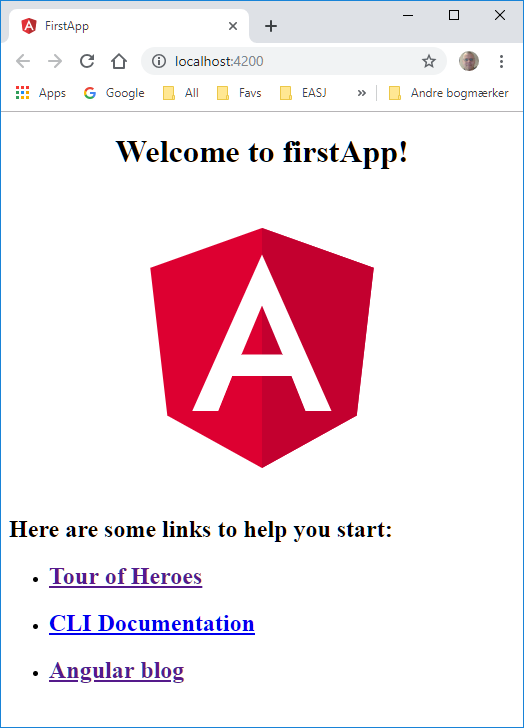 FirstApp
localhost:4200
Apps Google All Favs EASJ » Andre bogmærker
Welcome to firstApp!
A
Here are some links to help you start:
Tour of Heroes
CLI Documentation
Angular blog